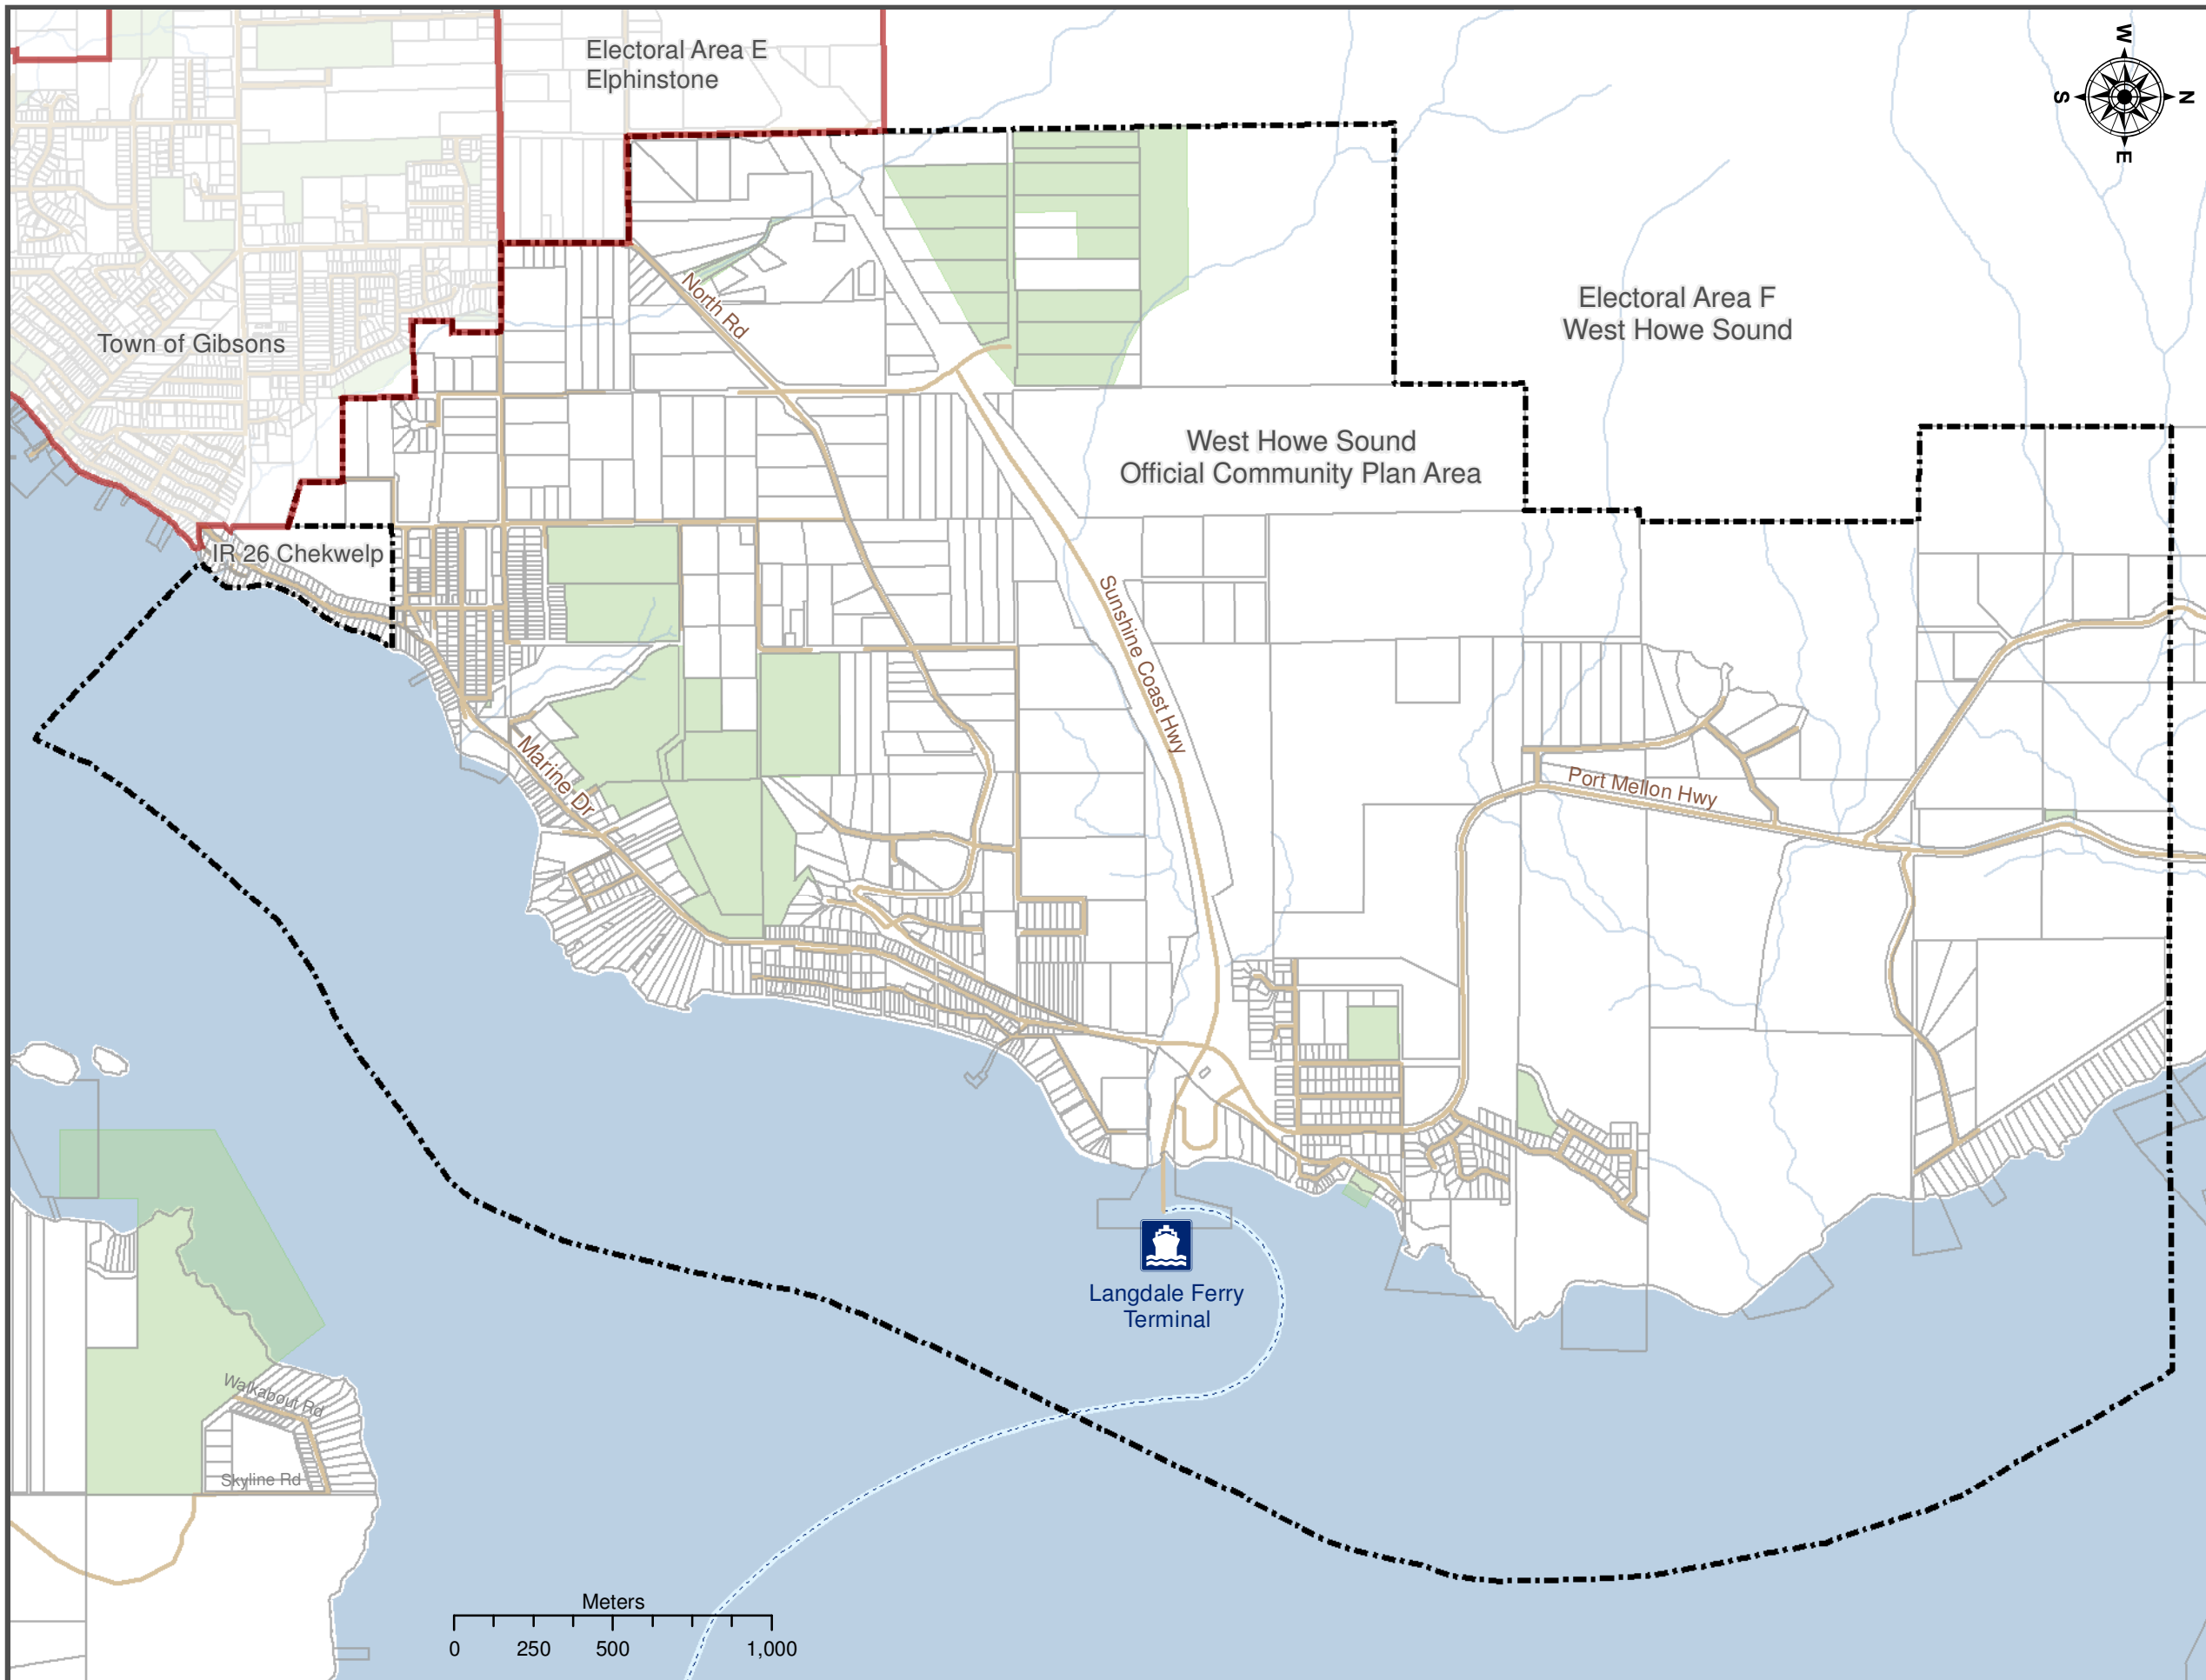 Electoral Area E
Elphinstone
W
N
S
E
Town of Gibsons
North Rd
Electoral Area F
West Howe Sound
West Howe Sound
Official Community Plan Area
IR 26 Chekwelp
Sunshine Coast Hwy
Marine Dr
Port Mellon Hwy
Langdale Ferry
Terminal
Walkabout Rd
Skyline Rd
Meters
0 250 500 1,000